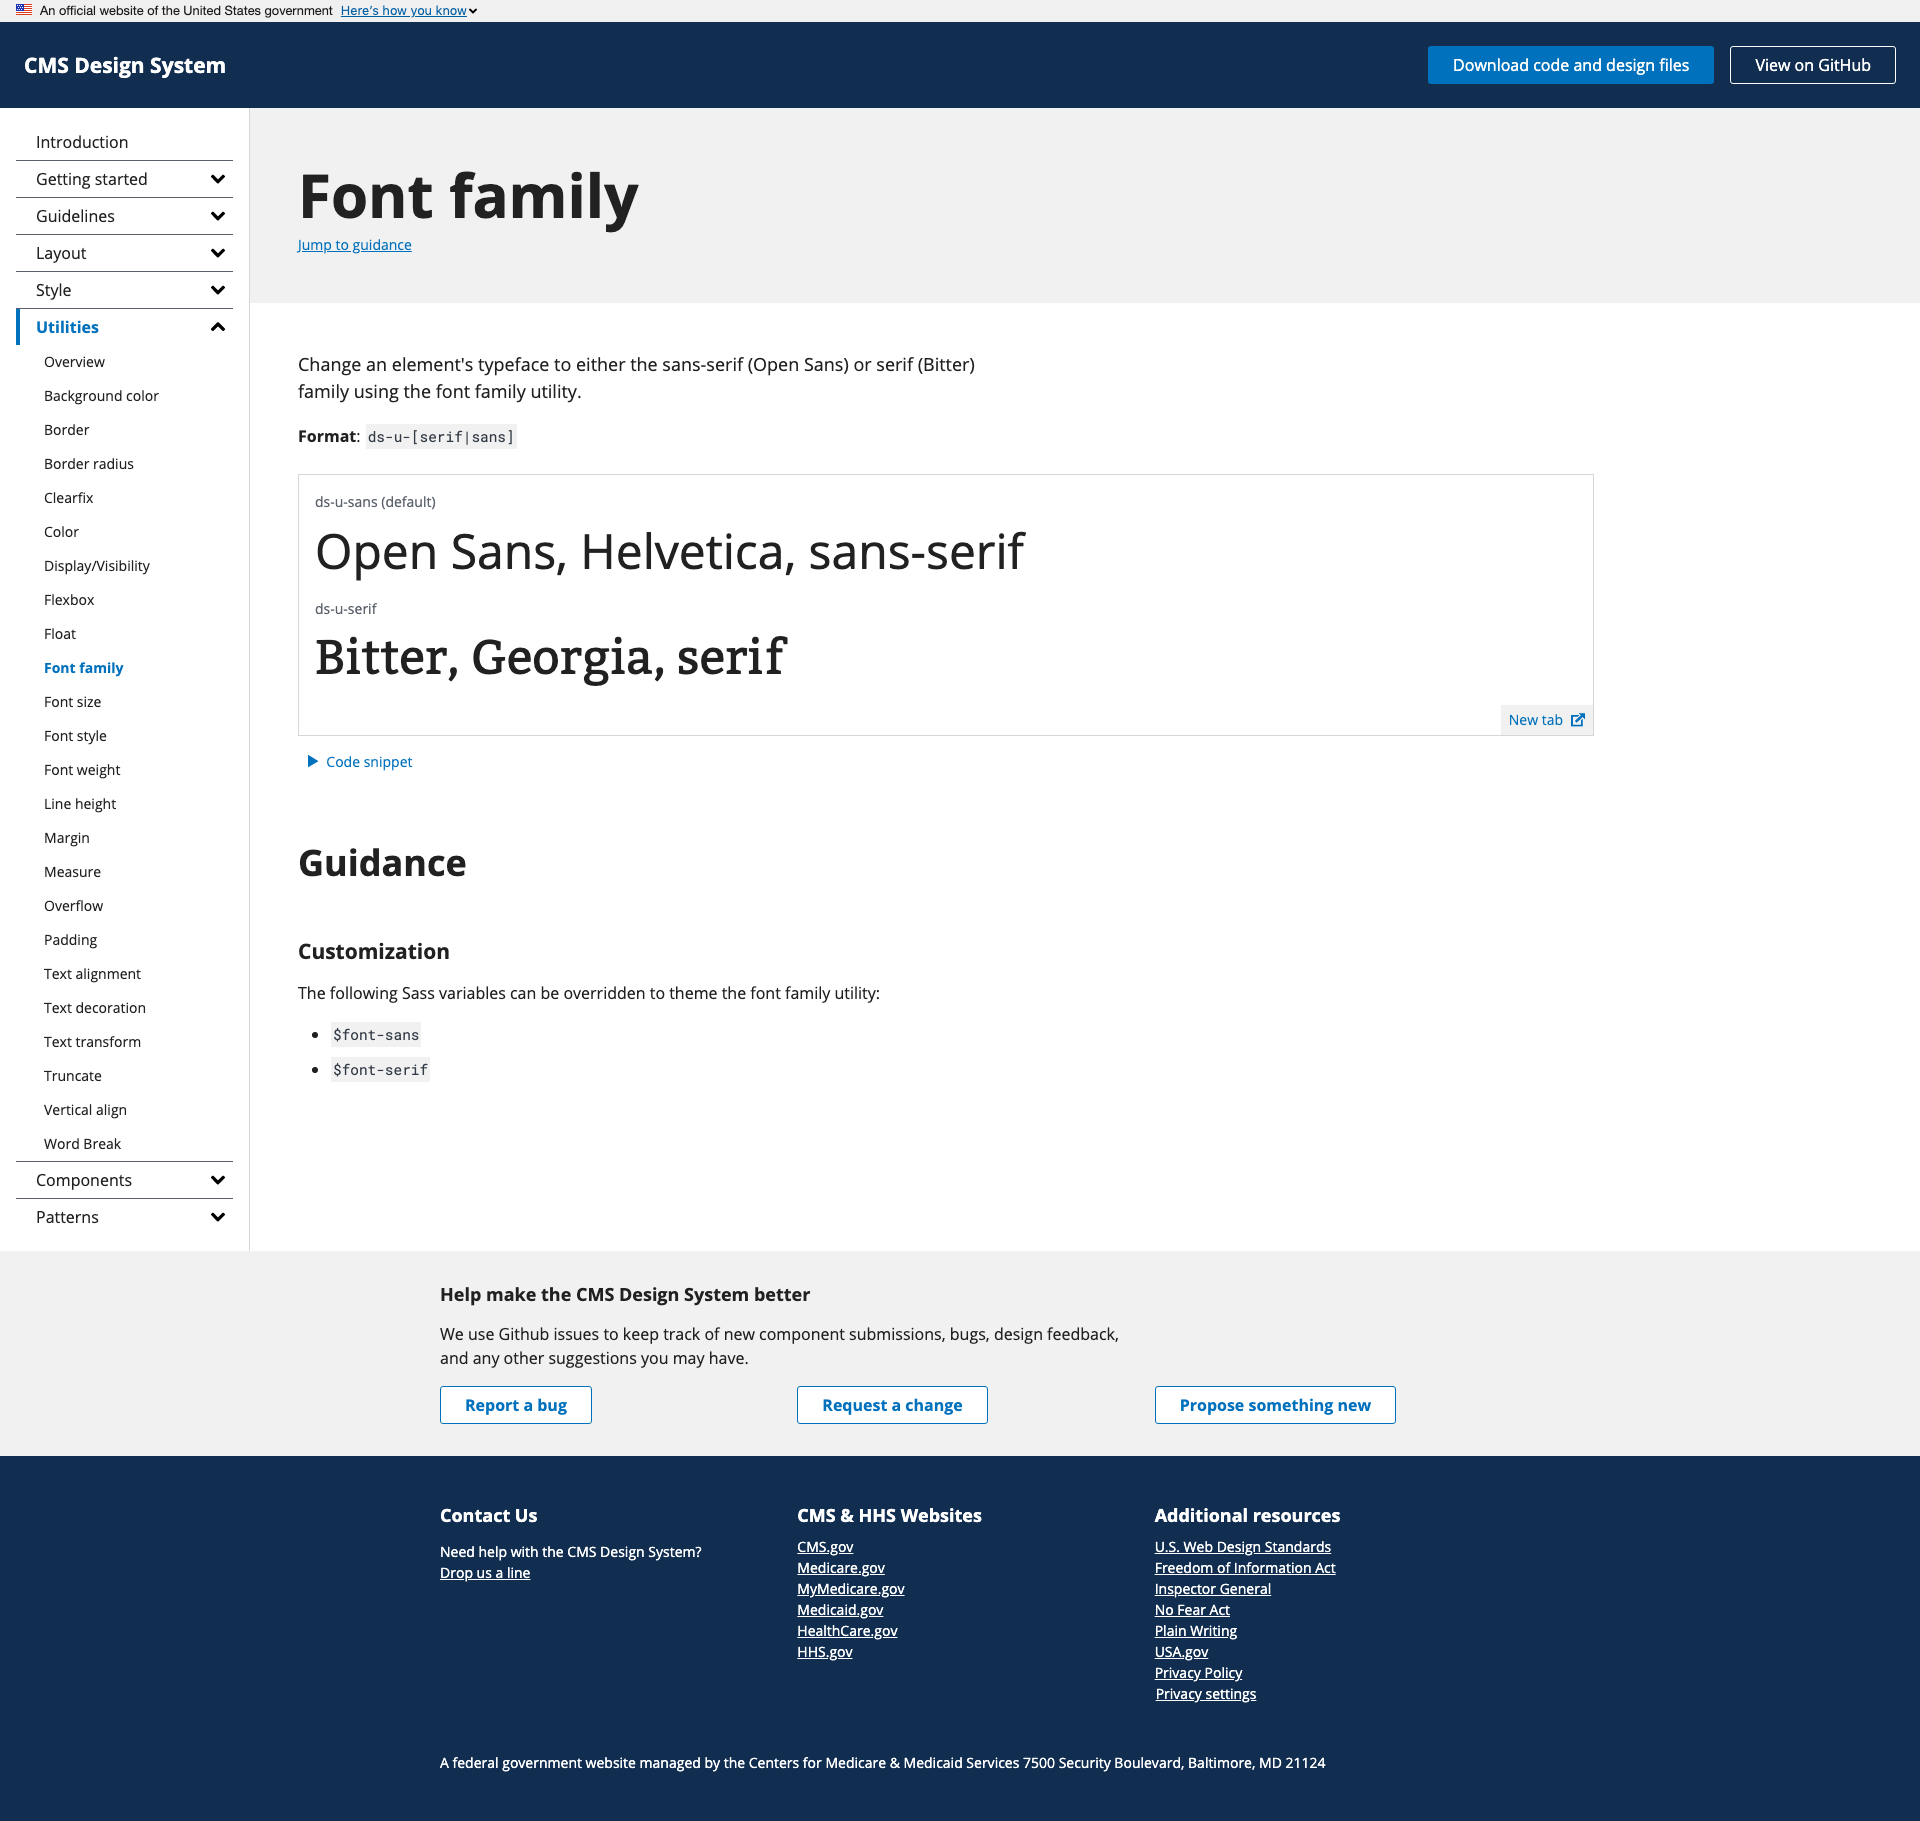 An official website of the United States government Here's how you know
CMS Design System
Download code and design files
View on GitHub
Introduction
Getting started
Guidelines
Layout
Style
Utilities
Overview
Background color
Border
Border radius
Clearfix
Color
Display/Visibility
Flexbox
Float
Font family
Font size
Font style
Font weight
Line height
Margin
Measure
Overflow
Padding
Text alignment
Text decoration
Text transform
Truncate
Vertical align
Word Break
Components
Patterns
Font family
Jump to guidance
Change an element's typeface to either the sans-serif (Open Sans) or serif (Bitter)
family using the font family utility.
Format: ds-u-[serif|sans]
ds-u-sans (default)
Open Sans, Helvetica, sans-serif
ds-u-serif
Bitter, Georgia, serif
New tab
Code snippet
Guidance
Customization
The following Sass variables can be overridden to theme the font family utility:
$font-sans
$font-serif
Help make the CMS Design System better
We use Github issues to keep track of new component submissions, bugs, design feedback,
and any other suggestions you may have.
Report a bug
Request a change
Propose something new
Contact Us
Need help with the CMS Design System?
Drop us a line
CMS & HHS Websites
CMS.gov
Medicare.gov
MyMedicare.gov
Medicaid.gov
HealthCare.gov
HHS.gov
Additional resources
U.S. Web Design Standards
Freedom of Information Act
Inspector General
No Fear Act
Plain Writing
USA.gov
Privacy Policy
Privacy settings
A federal government website managed by the Centers for Medicare & Medicaid Services 7500 Security Boulevard, Baltimore, MD 21124